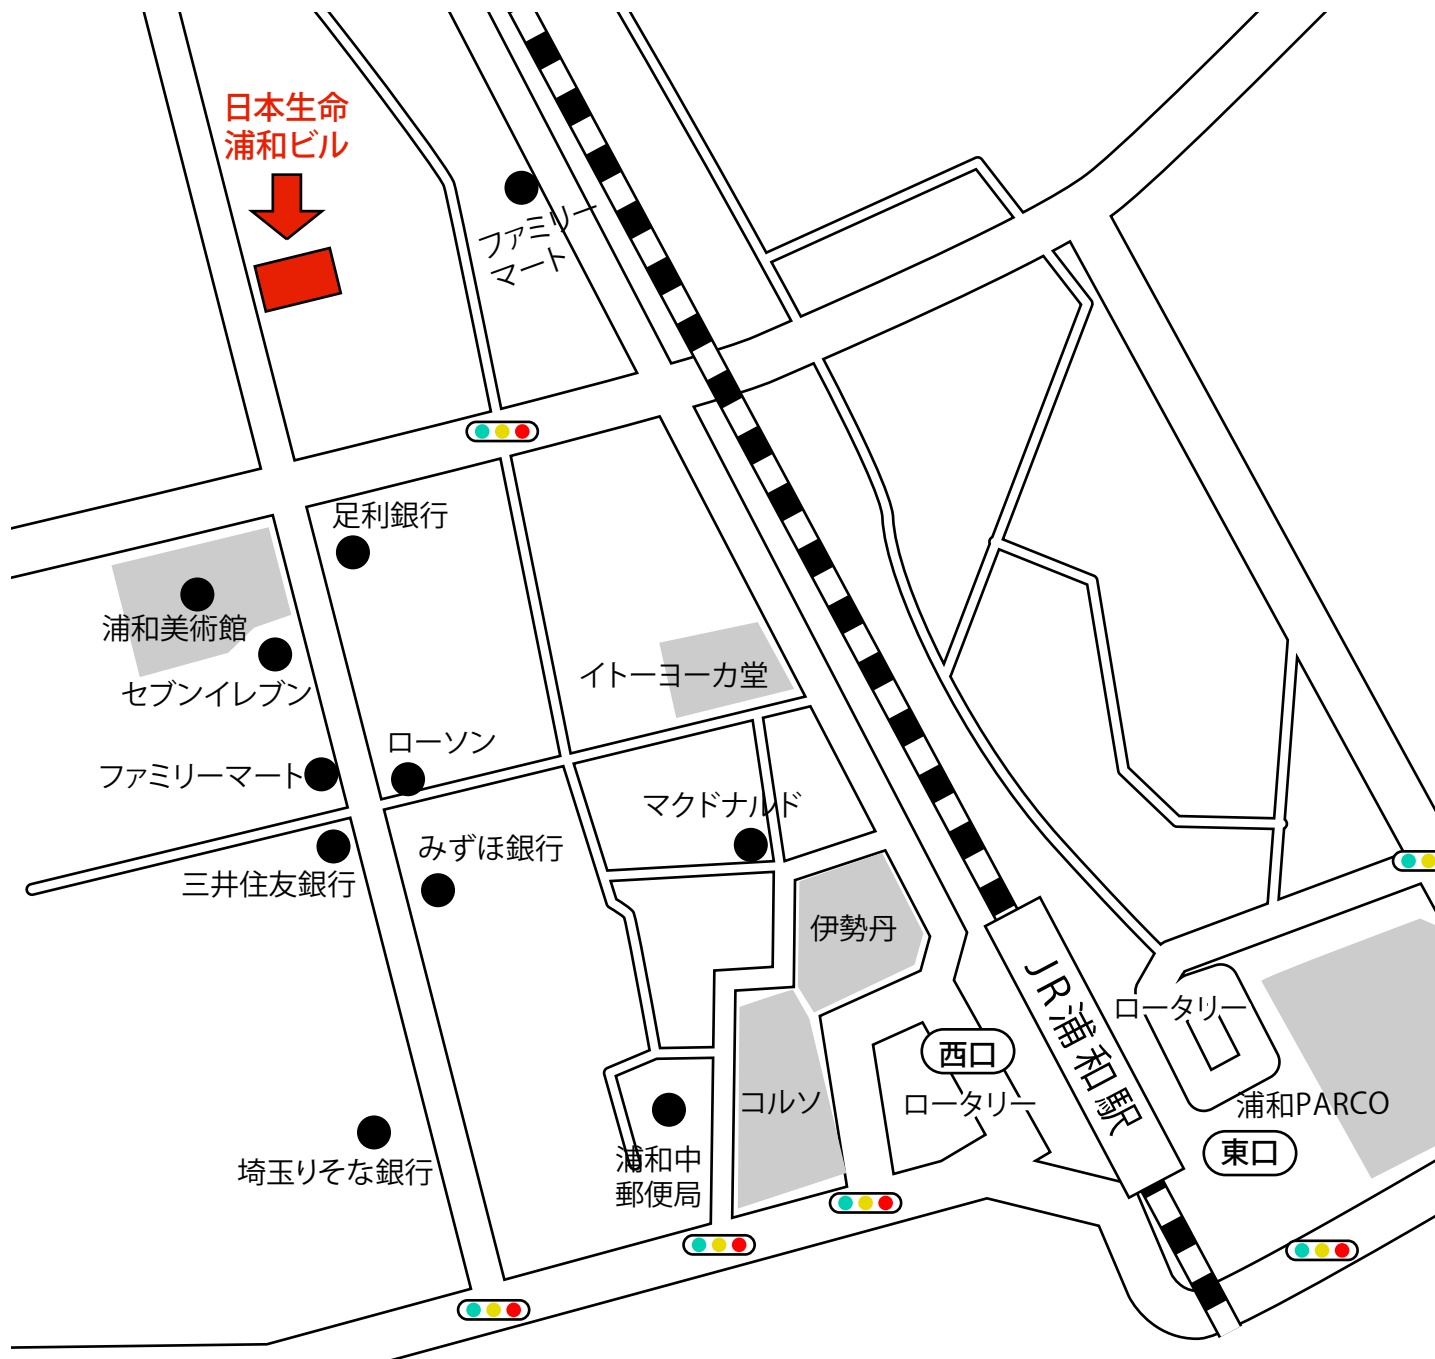 日本生命
浦和ビル
ファミリー
マート
足利銀行
浦和美術館
セブンイレブン
イトーヨーカ堂
ローソン
ファミリーマート
マクドナルド
みずほ銀行
三井住友銀行
伊勢丹
JR浦和駅
ロータリー
西口
コルソ
ロータリー
浦和PARCO
東口
浦和中
郵便局
埼玉りそな銀行